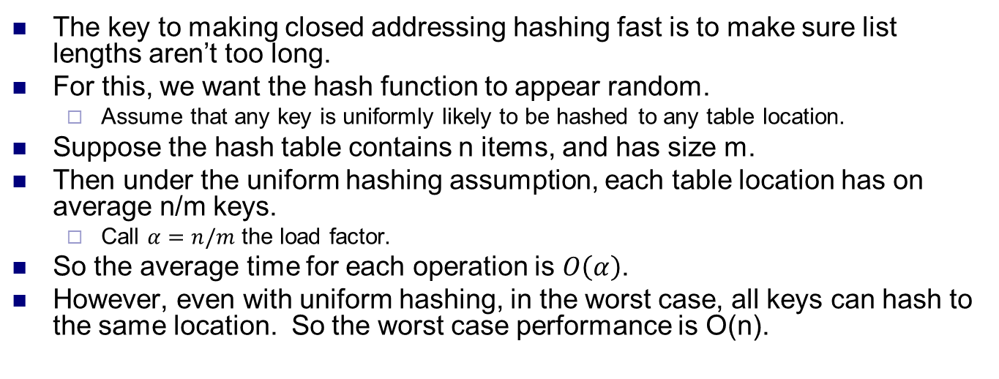 The key to making closed addressing hashing fast is to make sure list
lengths aren’t too long.
For this, we want the hash function to appear random.
Assume that any key is uniformly likely to be hashed to any table location.
Suppose the hash table contains n items, and has size m.
Then under the uniform hashing assumption, each table location has on
average n/m keys.
Call 𝛼 = 𝑛/𝑚 the load factor.
So the average time for each operation is 𝑂(𝛼).
However, even with uniform hashing, in the worst case, all keys can hash to
the same location.  So the worst case performance is O(n).